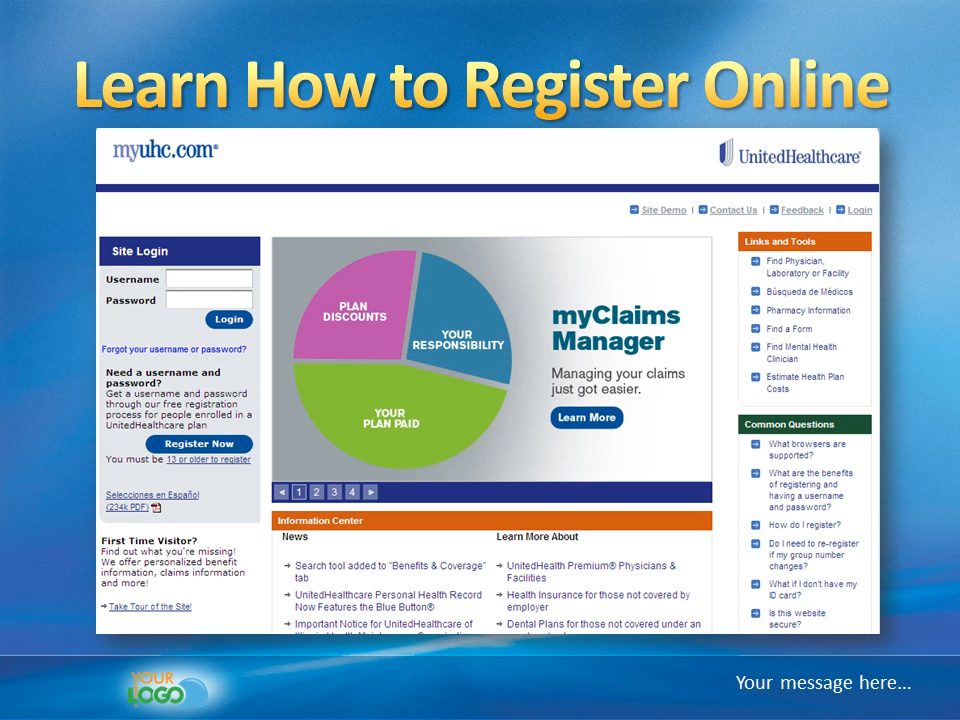 Learn How to Register Online
myuhc.com®
UnitedHealthcare®
Site Demo | Contact Us | Feedback | Login
Site Login
Username
Password
Login
Forgot your username or password?
Need a username and
password?
Get a username and password
through our free registration
process for people enrolled in a
UnitedHealthcare plan
Register Now
You must be 13 or older to register
Selecciones en Español
(234k PDF)
First Time Visitor?
Find out what you're missing!
We offer personalized benefit
information, claims information
and more!
Take Tour of the Site!
PLAN
DISCOUNTS
YOUR
RESPONSIBILITY
YOUR
PLAN PAID
myClaims
Manager
Managing your claims
just got easier.
Learn More
1 2 3 4
Information Center
News
Search tool added to "Benefits & Coverage"
tab
UnitedHealthcare Personal Health Record
Now Features the Blue Button®
Important Notice for UnitedHealthcare of
Learn More About
UnitedHealth Premium® Physicians &
Facilities
Health Insurance for those not covered by
employer
Dental Plans for those not covered under an
Links and Tools
Find Physician,
Laboratory or Facility
Búsqueda de Médicos
Pharmacy Information
Find a Form
Find Mental Health
Clinician
Estimate Health Plan
Costs
Common Questions
What browsers are
supported?
What are the benefits
of registering and
having a username
and password?
How do I register?
Do I need to re-register
if my group number
changes?
What if I don't have my
ID card?
Is this website
secure?
YOUR
LOGO
Your message here...